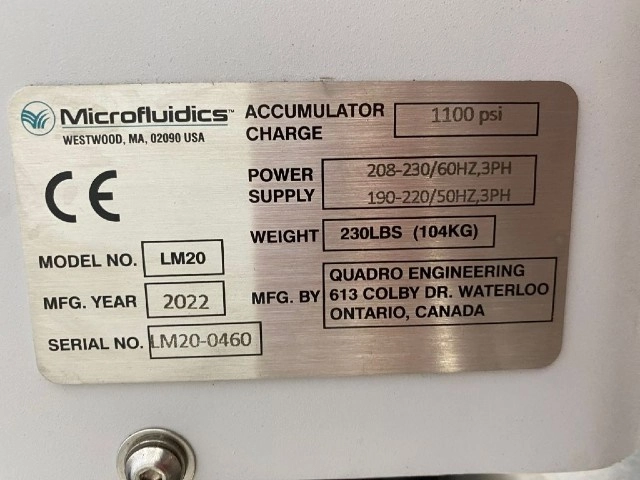 Microfluidics™
WESTWOOD, MA, 02090 USA
CE
MODEL NO. LM20
MFG. YEAR 2022
SERIAL NO. LM20-0460
ACCUMULATOR
CHARGE
1100 psi
POWER
SUPPLY
208-230/60HZ,3PH
190-220/50HZ,3PH
WEIGHT 230LBS (104KG)
MFG. BY
QUADRO ENGINEERING
613 COLBY DR. WATERLOO
ONTARIO, CANADA